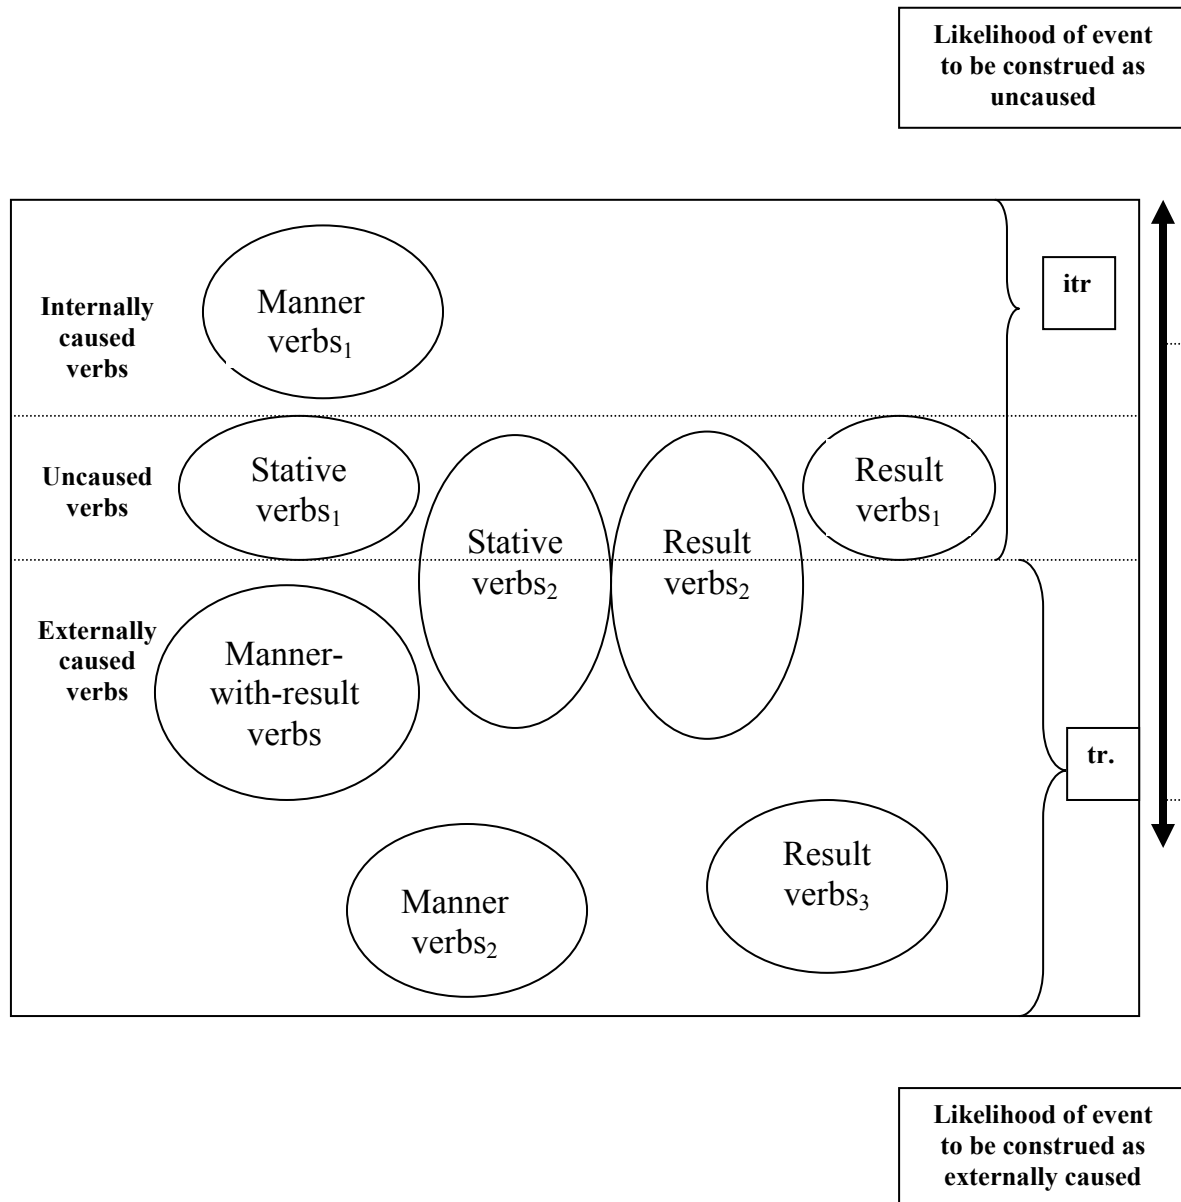 Likelihood of event
to be construed as
uncaused
itr
Internally
caused
verbs
Manner
verbs₁
Uncaused
verbs
Stative
verbs₁
Stative
verbs₂
Result
verbs₂
Result
verbs₁
Externally
caused
verbs
Manner-
with-result
verbs
tr.
Manner
verbs₂
Result
verbs₃
Likelihood of event
to be construed as
externally caused